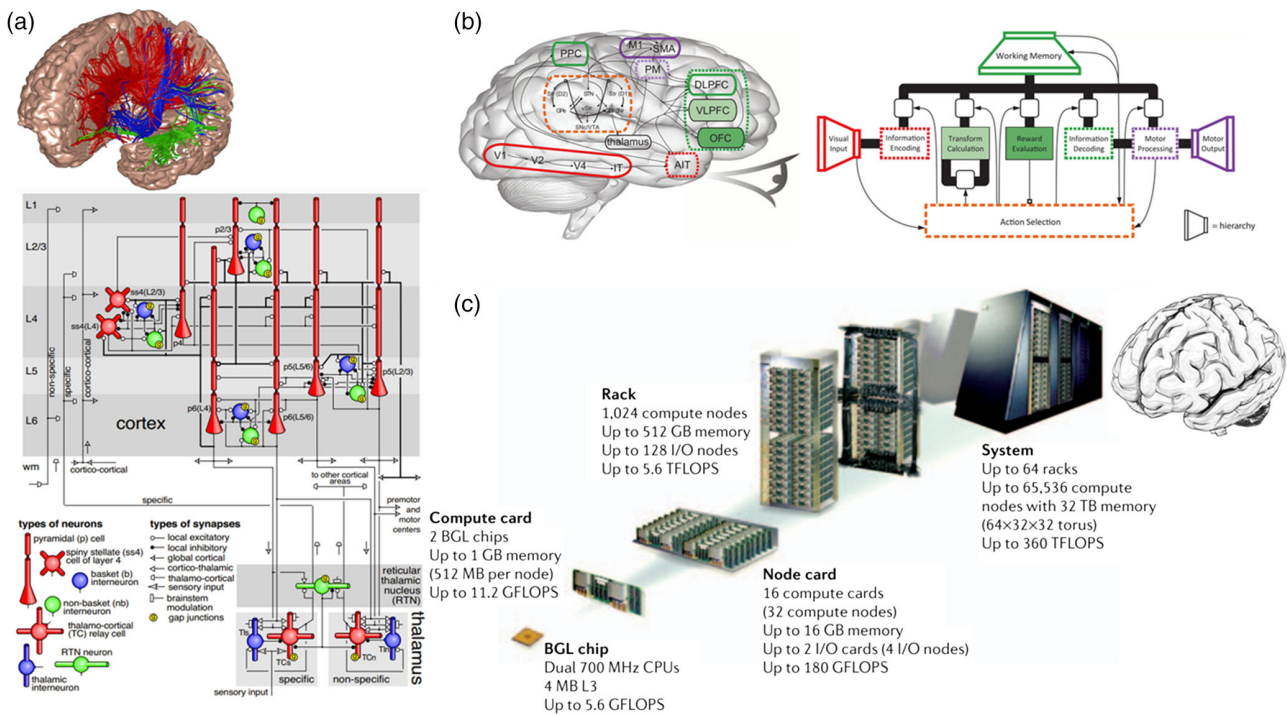 (a)
L1
L2/3
L4
L5
L6
p2/3
ss4(L2/3)
ss4(L4)
p4
p5(L5/6)
p5(L2/3)
p6(L4)
p6(L5/6)
non-specific
specific
cortico-cortical
cortex
wm
cortico-cortical
to other cortical
areas
specific
premotor
and
motor
centers
types of neurons
pyramidal (p) cell
spiny stellate (ss4)
cell of layer 4
basket (b)
interneuron
non-basket (nb)
interneuron
thalamo-cortical
(TC) relay cell
RTN neuron
thalamic
interneuron
types of synapses
local excitatory
local inhibitory
global cortical
cortico-thalamic
thalamo-cortical
sensory input
brainstem
modulation
gap junctions
reticular
thalamic
nucleus
(RTN)
thalamus
TIs
TCs
TCn
TIn
specific
non-specific
sensory input
(b)
PPC
M1
SMA
PM
DLPFC
VLPFC
OFC
Str (D2)
STN
Str (D1)
GPe
vStr
SNc/VTA
thalamus
V1
V2
V4
IT
AIT
Working Memory
Visual
Input
Information
Encoding
Transform
Calculation
Reward
Evaluation
Information
Decoding
Motor
Processing
Motor
Output
Action Selection
= hierarchy
(c)
Rack
1,024 compute nodes
Up to 512 GB memory
Up to 128 I/O nodes
Up to 5.6 TFLOPS
System
Up to 64 racks
Up to 65,536 compute
nodes with 32 TB memory
(64×32×32 torus)
Up to 360 TFLOPS
Compute card
2 BGL chips
Up to 1 GB memory
(512 MB per node)
Up to 11.2 GFLOPS
Node card
16 compute cards
(32 compute nodes)
Up to 16 GB memory
Up to 2 I/O cards (4 I/O nodes)
Up to 180 GFLOPS
BGL chip
Dual 700 MHz CPUs
4 MB L3
Up to 5.6 GFLOPS